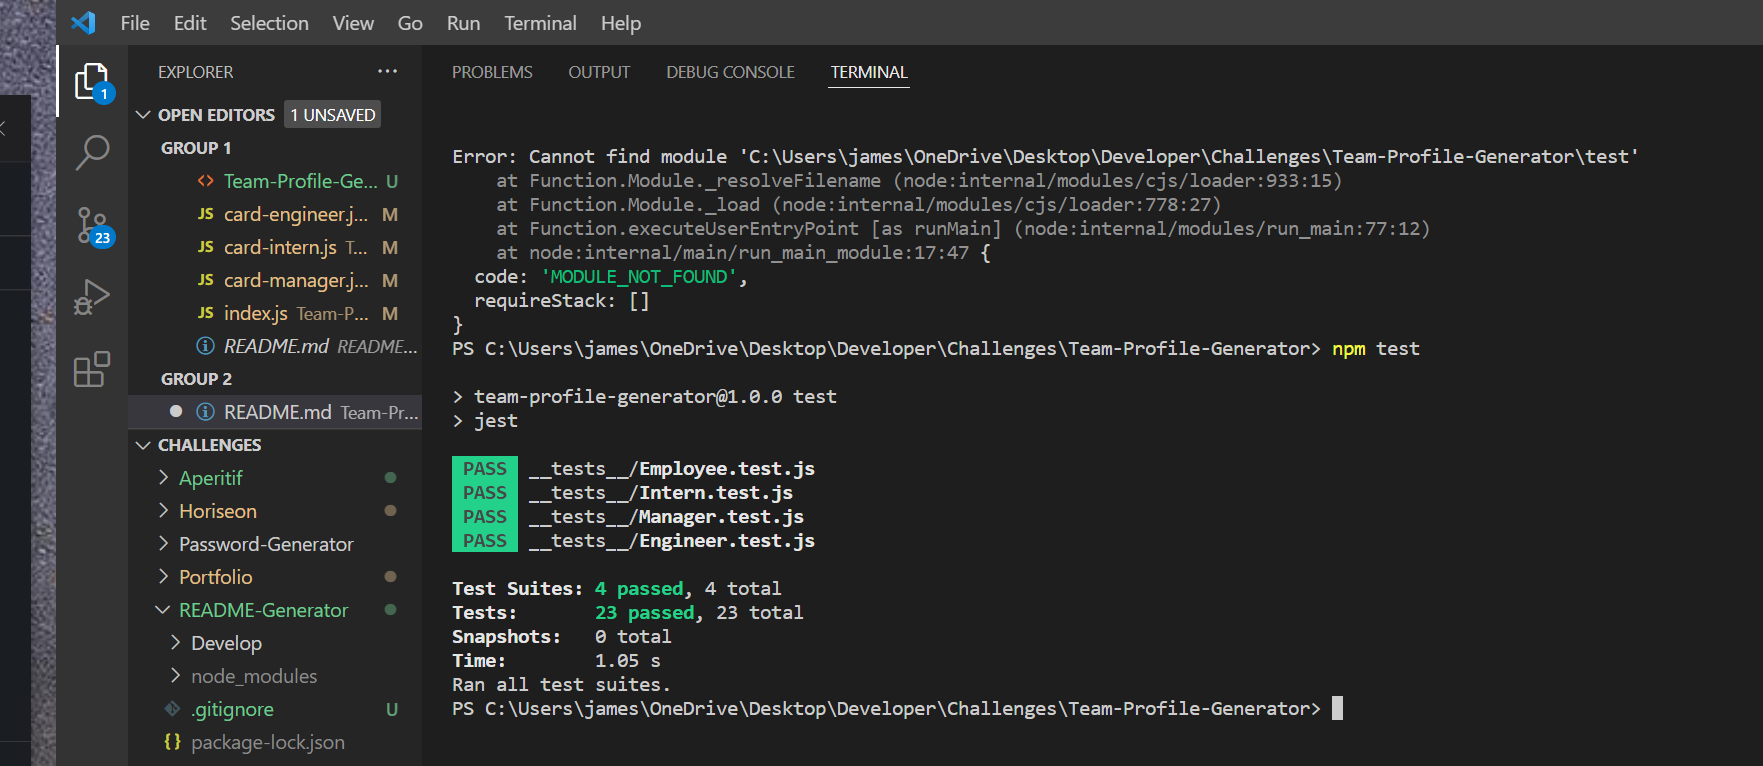 File Edit Selection View Go Run Terminal Help
EXPLORER ...
OPEN EDITORS 1 UNSAVED
GROUP 1
Team-Profile-Ge... U
JS card-engineer.j... M
JS card-intern.js T... M
JS card-manager.j... M
JS index.js Team-P... M
README.md README...
GROUP 2
README.md Team-Pr...
CHALLENGES
Aperitif
Horiseon
Password-Generator
Portfolio
README-Generator
Develop
node_modules
.gitignore U
{} package-lock.json
1
23
PROBLEMS OUTPUT DEBUG CONSOLE TERMINAL
Error: Cannot find module 'C:\Users\james\OneDrive\Desktop\Developer\Challenges\Team-Profile-Generator\test'
at Function.Module._resolveFilename (node:internal/modules/cjs/loader:933:15)
at Function.Module._load (node:internal/modules/cjs/loader:778:27)
at Function.executeUserEntryPoint [as runMain] (node:internal/modules/run_main:77:12)
at node:internal/main/run_main_module:17:47 {
code: 'MODULE_NOT_FOUND',
requireStack: []
}
PS C:\Users\james\OneDrive\Desktop\Developer\Challenges\Team-Profile-Generator> npm test
> team-profile-generator@1.0.0 test
> jest
PASS __tests__/Employee.test.js
PASS __tests__/Intern.test.js
PASS __tests__/Manager.test.js
PASS __tests__/Engineer.test.js
Test Suites: 4 passed, 4 total
Tests: 23 passed, 23 total
Snapshots: 0 total
Time: 1.05 s
Ran all test suites.
PS C:\Users\james\OneDrive\Desktop\Developer\Challenges\Team-Profile-Generator>